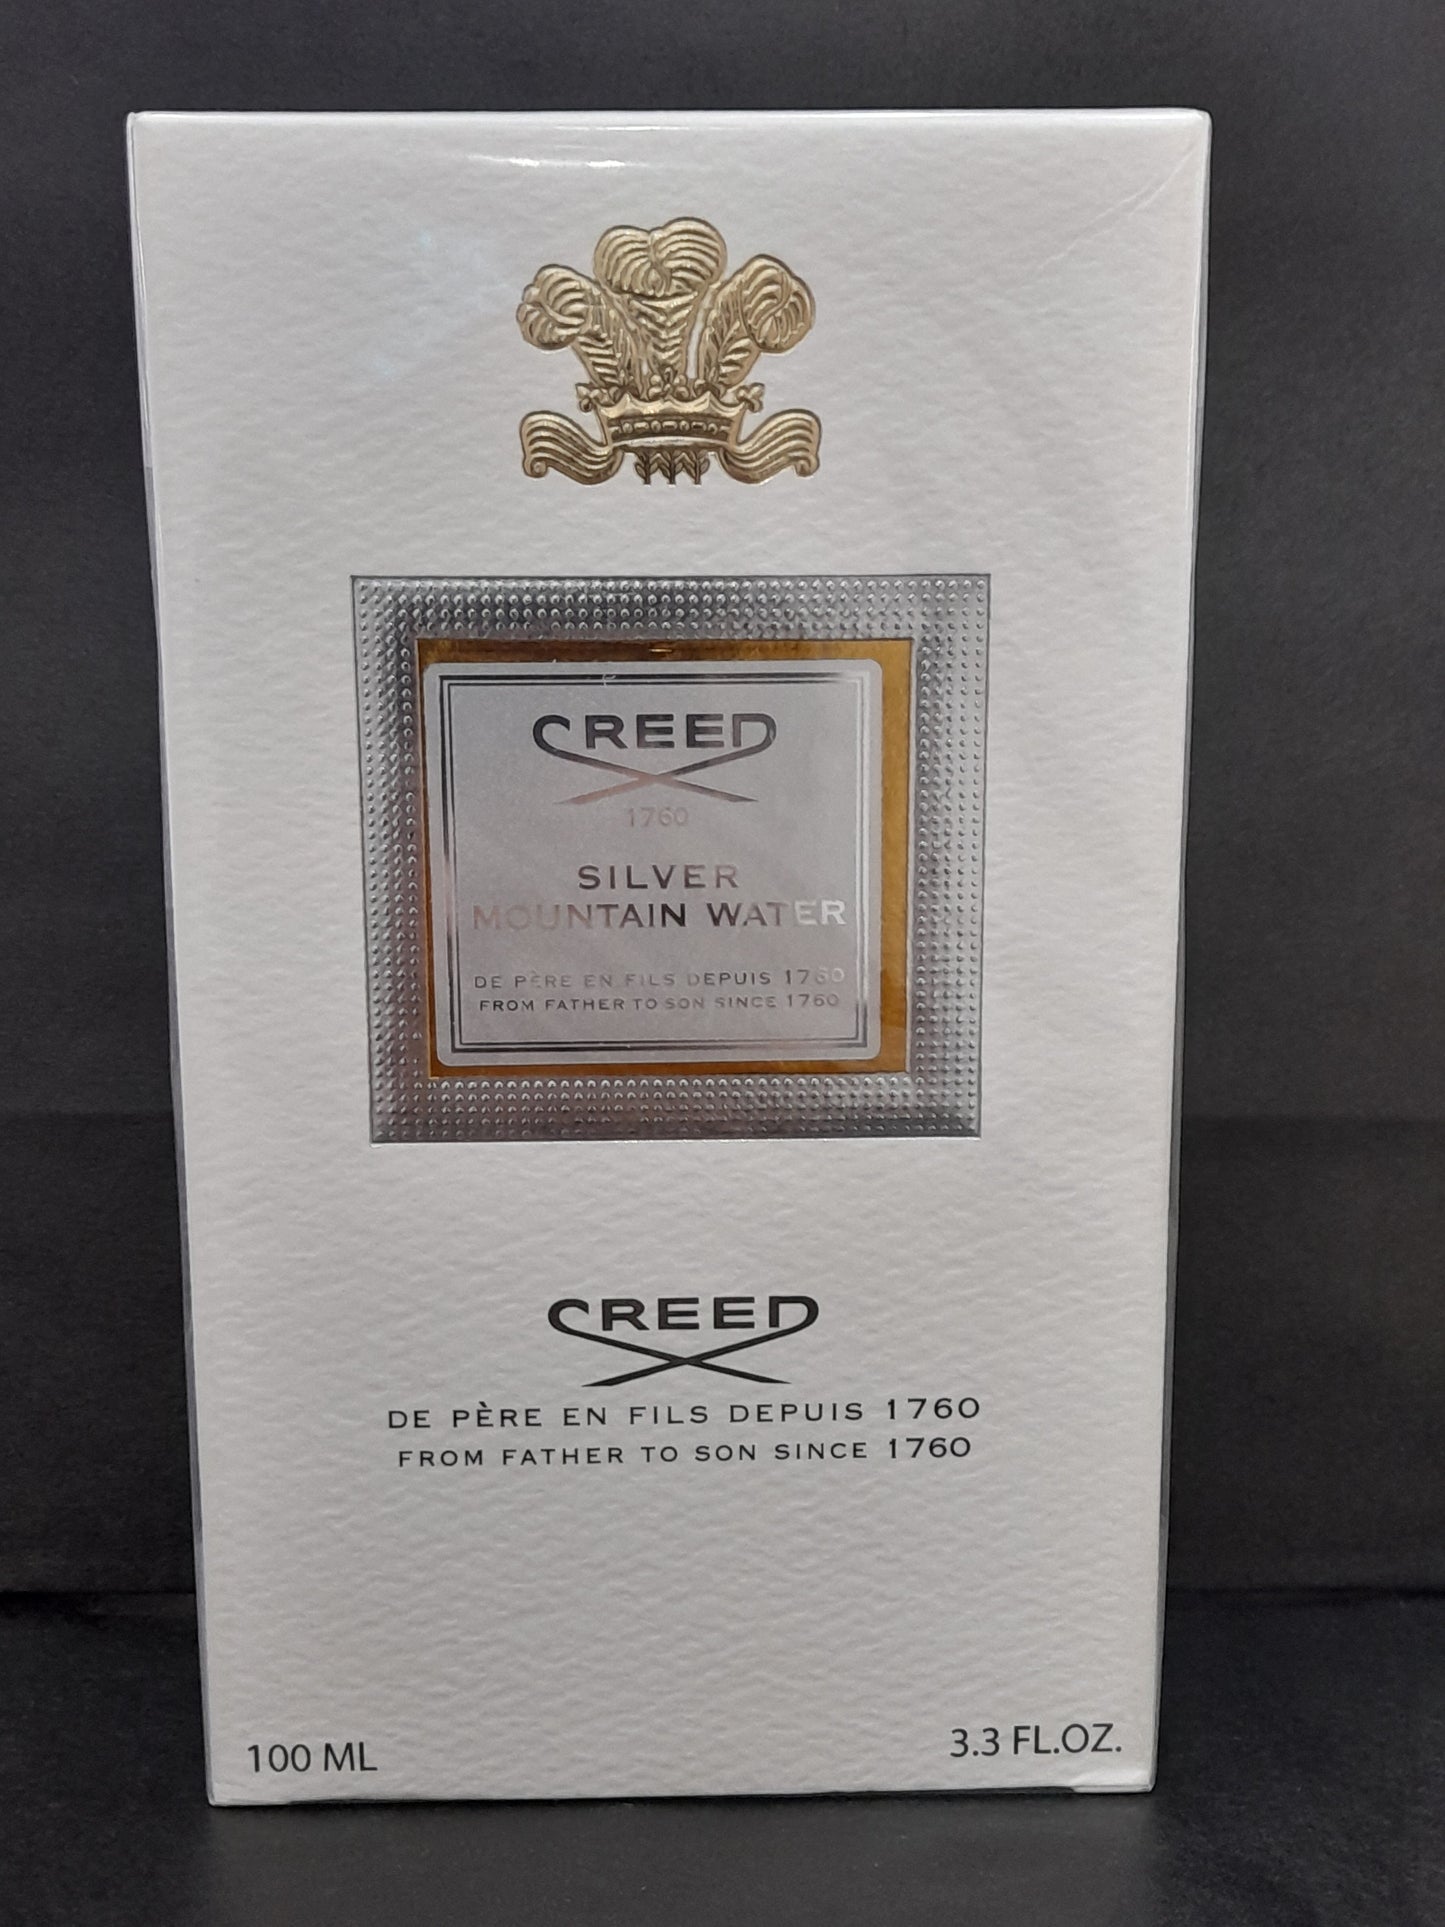 CREED
1760
SILVER
MOUNTAIN WATER
DE PÈRE EN FILS DEPUIS 1760
FROM FATHER TO SON SINCE 1760
CREED
DE PÈRE EN FILS DEPUIS 1760
FROM FATHER TO SON SINCE 1760
100 ML
3.3 FL.OZ.